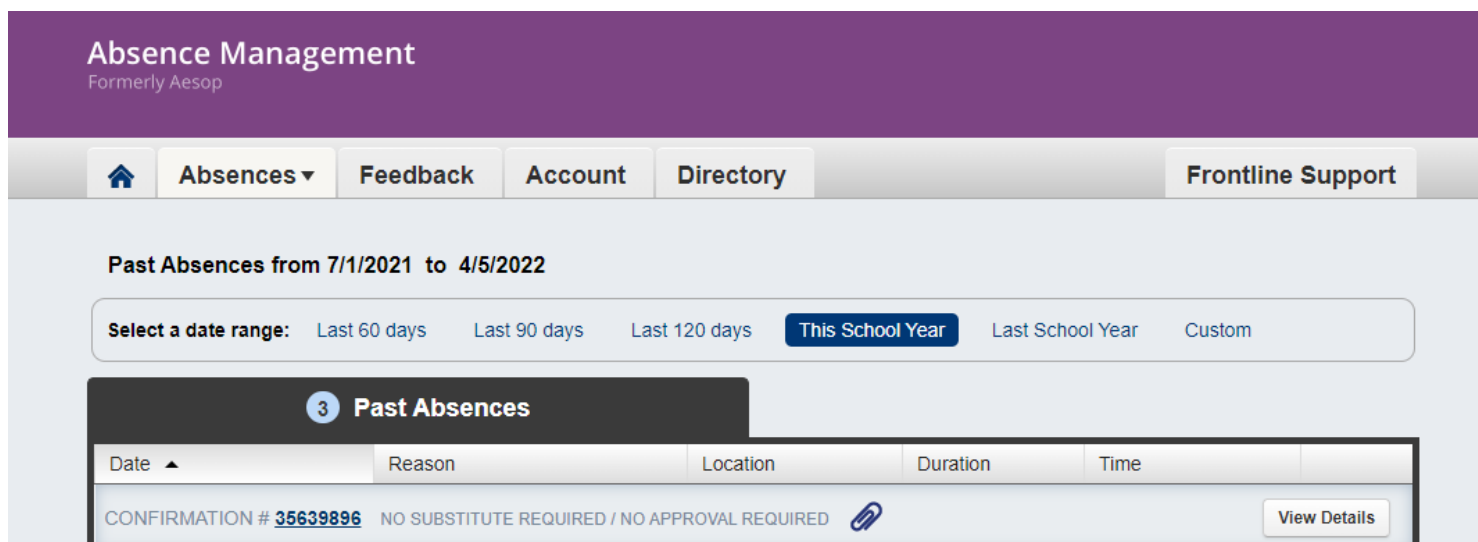 Absence Management
Formerly Aesop
Absences Feedback Account Directory Frontline Support
Past Absences from 7/1/2021 to 4/5/2022
Select a date range: Last 60 days Last 90 days Last 120 days This School Year Last School Year Custom
3 Past Absences
Date Reason Location Duration Time
CONFIRMATION # 35639896 NO SUBSTITUTE REQUIRED / NO APPROVAL REQUIRED View Details